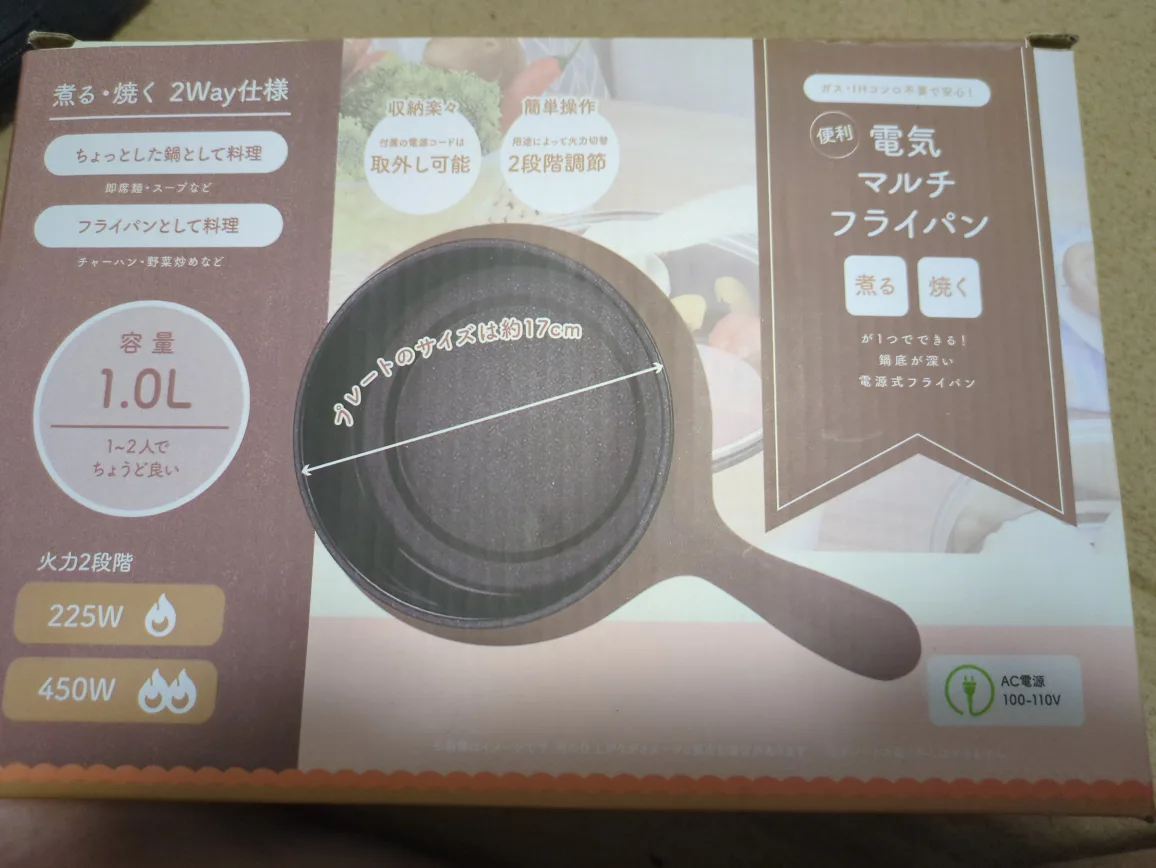 煮る・焼く 2Way仕様
ちょっとした鍋として料理
即席麺・スープなど
フライパンとして料理
チャーハン・野菜炒めなど
容量
1.0L
1~2人で
ちょうど良い
火力2段階
225W
450W
収納楽々
付属の電源コードは
取外し可能
簡単操作
用途によって火力切替
2段階調節
プレートのサイズは約17cm
ガス・IHコンロ不要で安心!
便利
電気
マルチ
フライパン
煮る
焼く
が1つでできる!
鍋底が深い
電源式フライパン
AC電源
100-110V